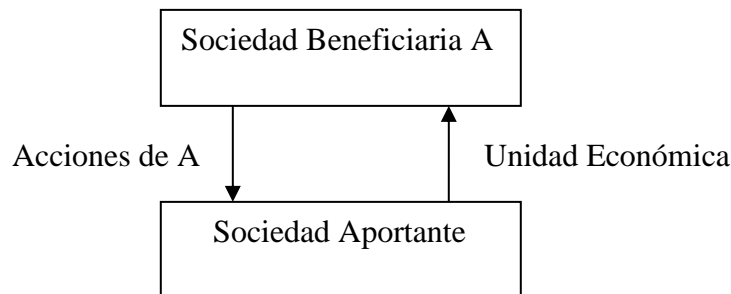 Sociedad Beneficiaria A
Acciones de A
Unidad Económica
Sociedad Aportante